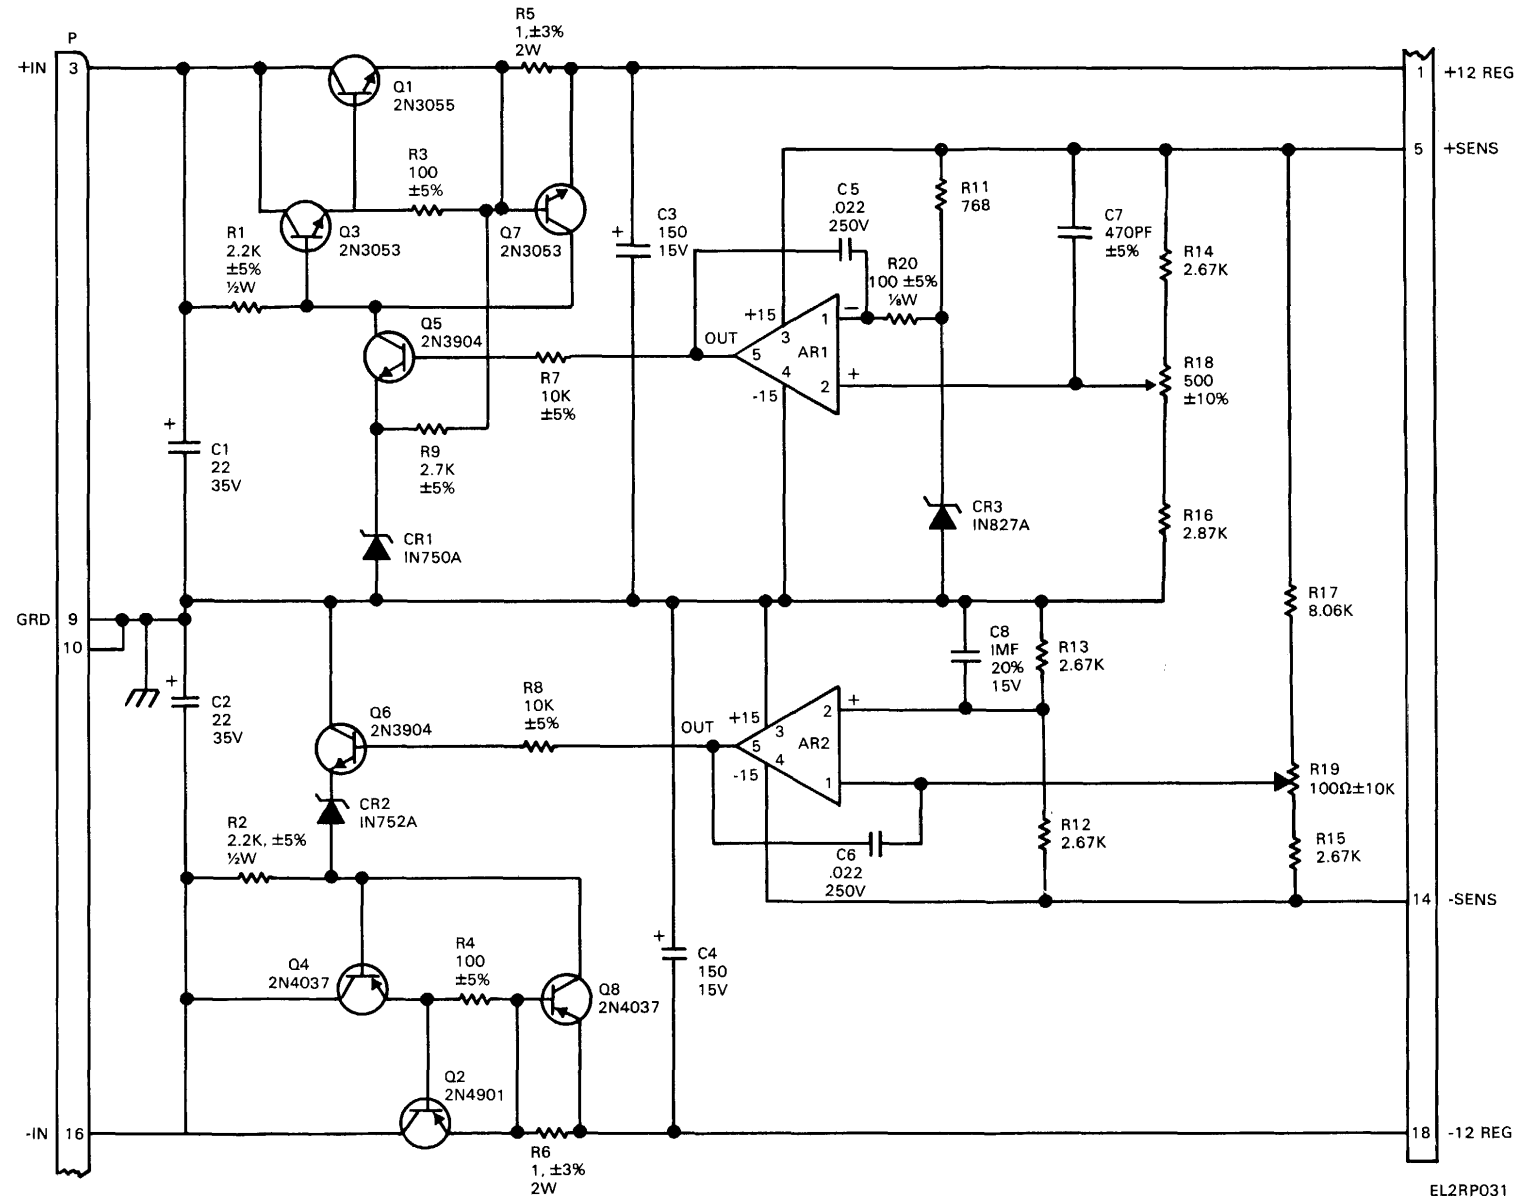 P
+IN
3
R5
1,±3%
2W
1
+12 REG
Q1
2N3055
R3
100
±5%
5
+SENS
R1
2.2K
±5%
½W
Q3
2N3053
Q7
2N3053
C3
150
15V
+
C5
.022
250V
R11
768
C7
470PF
±5%
R14
2.67K
R20
100 ±5%
⅛W
Q5
2N3904
OUT
+15
3
1
−
5
AR1
4
2
+
-15
R7
10K
±5%
R18
500
±10%
+
C1
22
35V
R9
2.7K
±5%
CR1
IN750A
CR3
IN827A
R16
2.87K
GRD
9
10
R17
8.06K
C8
IMF
20%
15V
R13
2.67K
+
C2
22
35V
Q6
2N3904
R8
10K
±5%
OUT
+15
3
2
+
5
AR2
4
1
-15
R19
100Ω±10K
CR2
IN752A
R2
2.2K, ±5%
½W
C6
.022
250V
R12
2.67K
R15
2.67K
14
-SENS
Q4
2N4037
R4
100
±5%
Q8
2N4037
+
C4
150
15V
Q2
2N4901
-IN
16
R6
1, ±3%
2W
18
-12 REG
EL2RP031